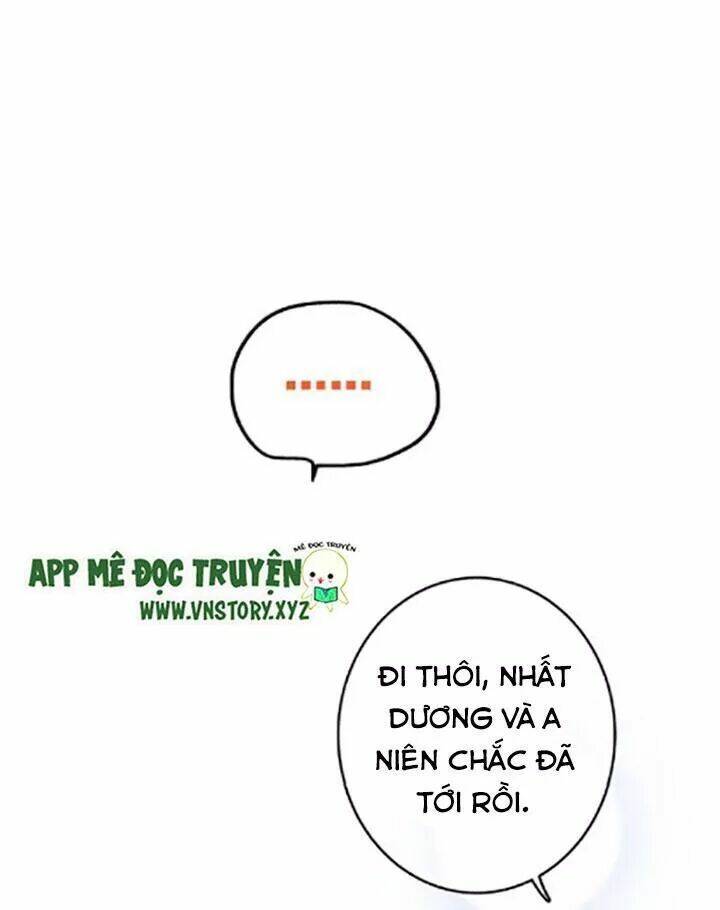 ......
MÊ ĐỌC TRUYỆN
APP MÊ ĐỌC TRUYỆN
WWW.VNSTORY.XYZ
ĐI THÔI, NHẤT
DƯƠNG VÀ A
NIÊN CHẮC ĐÃ
TỚI RỒI.